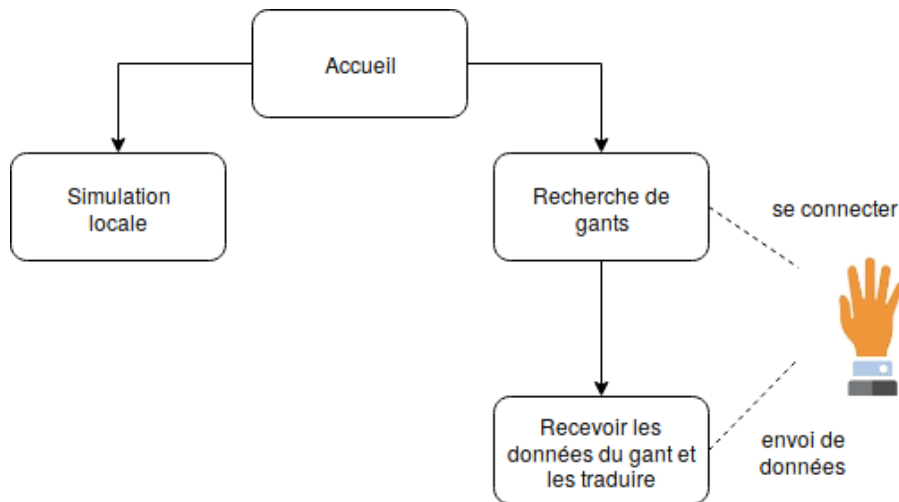 Accueil
Simulation
locale
Recherche de
gants
se connecter
Recevoir les
données du gant et
les traduire
envoi de
données